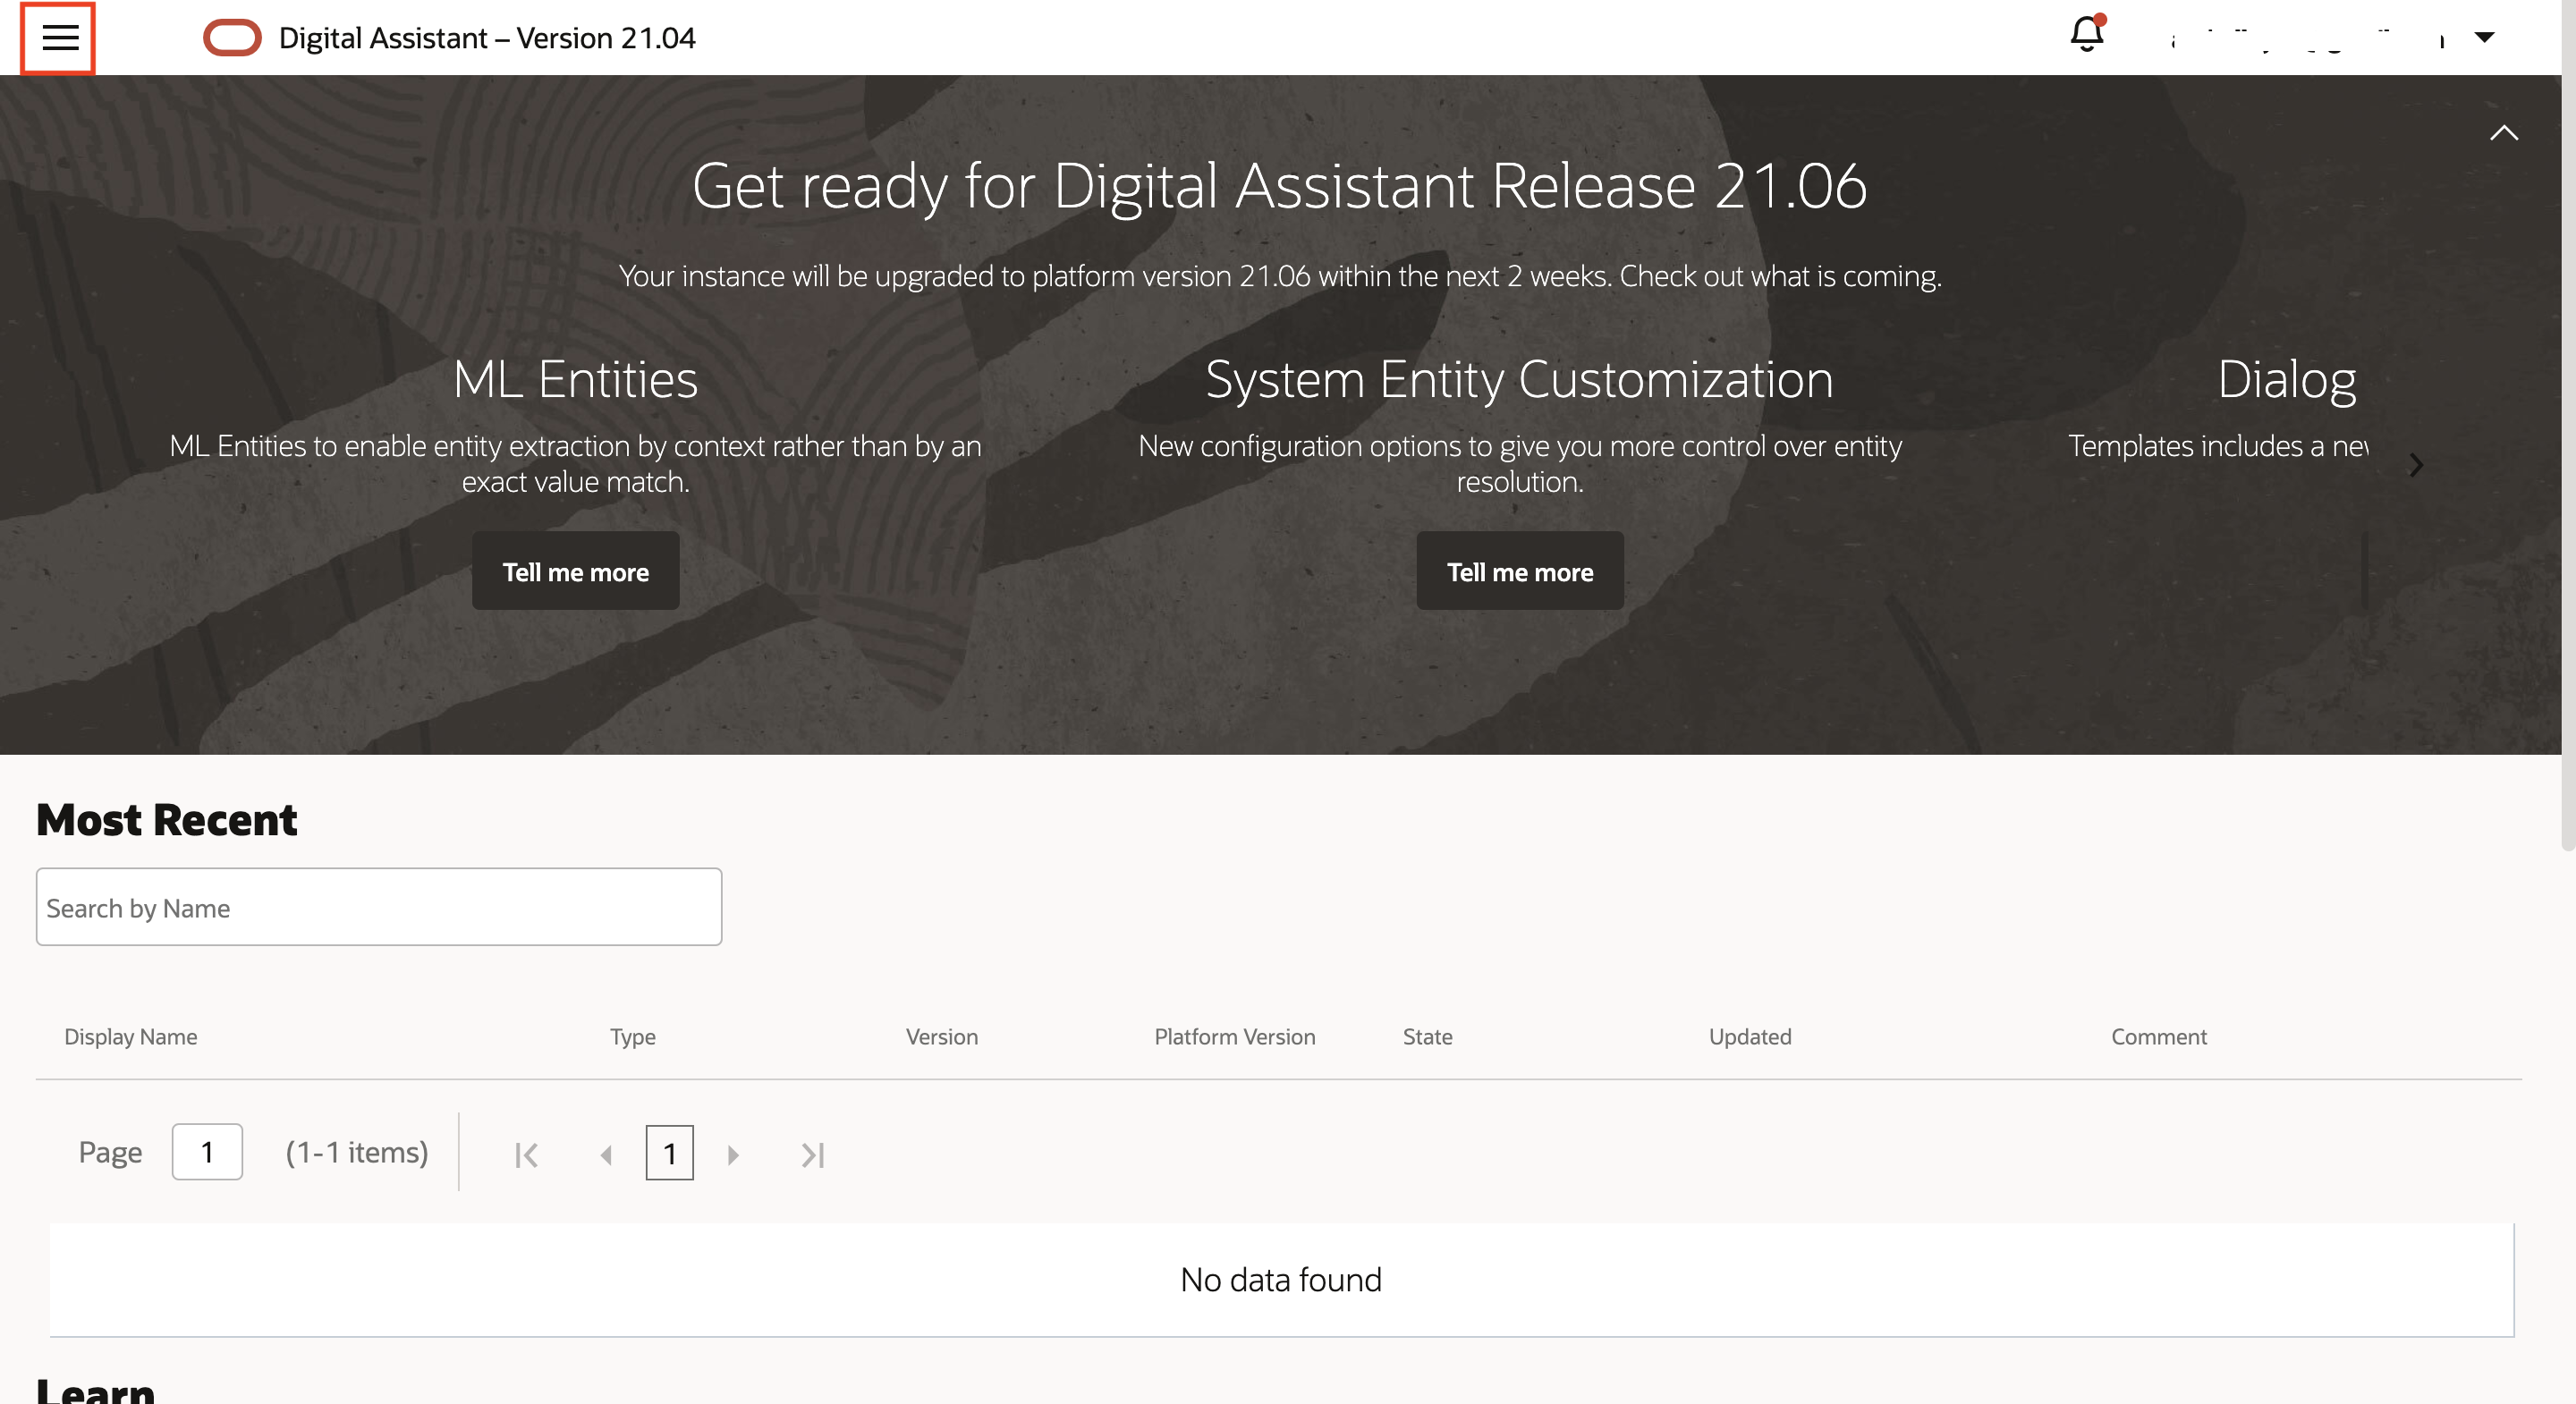 Digital Assistant – Version 21.04
Get ready for Digital Assistant Release 21.06
Your instance will be upgraded to platform version 21.06 within the next 2 weeks. Check out what is coming.
ML Entities
ML Entities to enable entity extraction by context rather than by an
exact value match.
Tell me more
System Entity Customization
New configuration options to give you more control over entity
resolution.
Tell me more
Dialog
Templates includes a
Most Recent
Search by Name
Display Name Type Version Platform Version State Updated Comment
Page 1 (1-1 items) 1
No data found
Learn